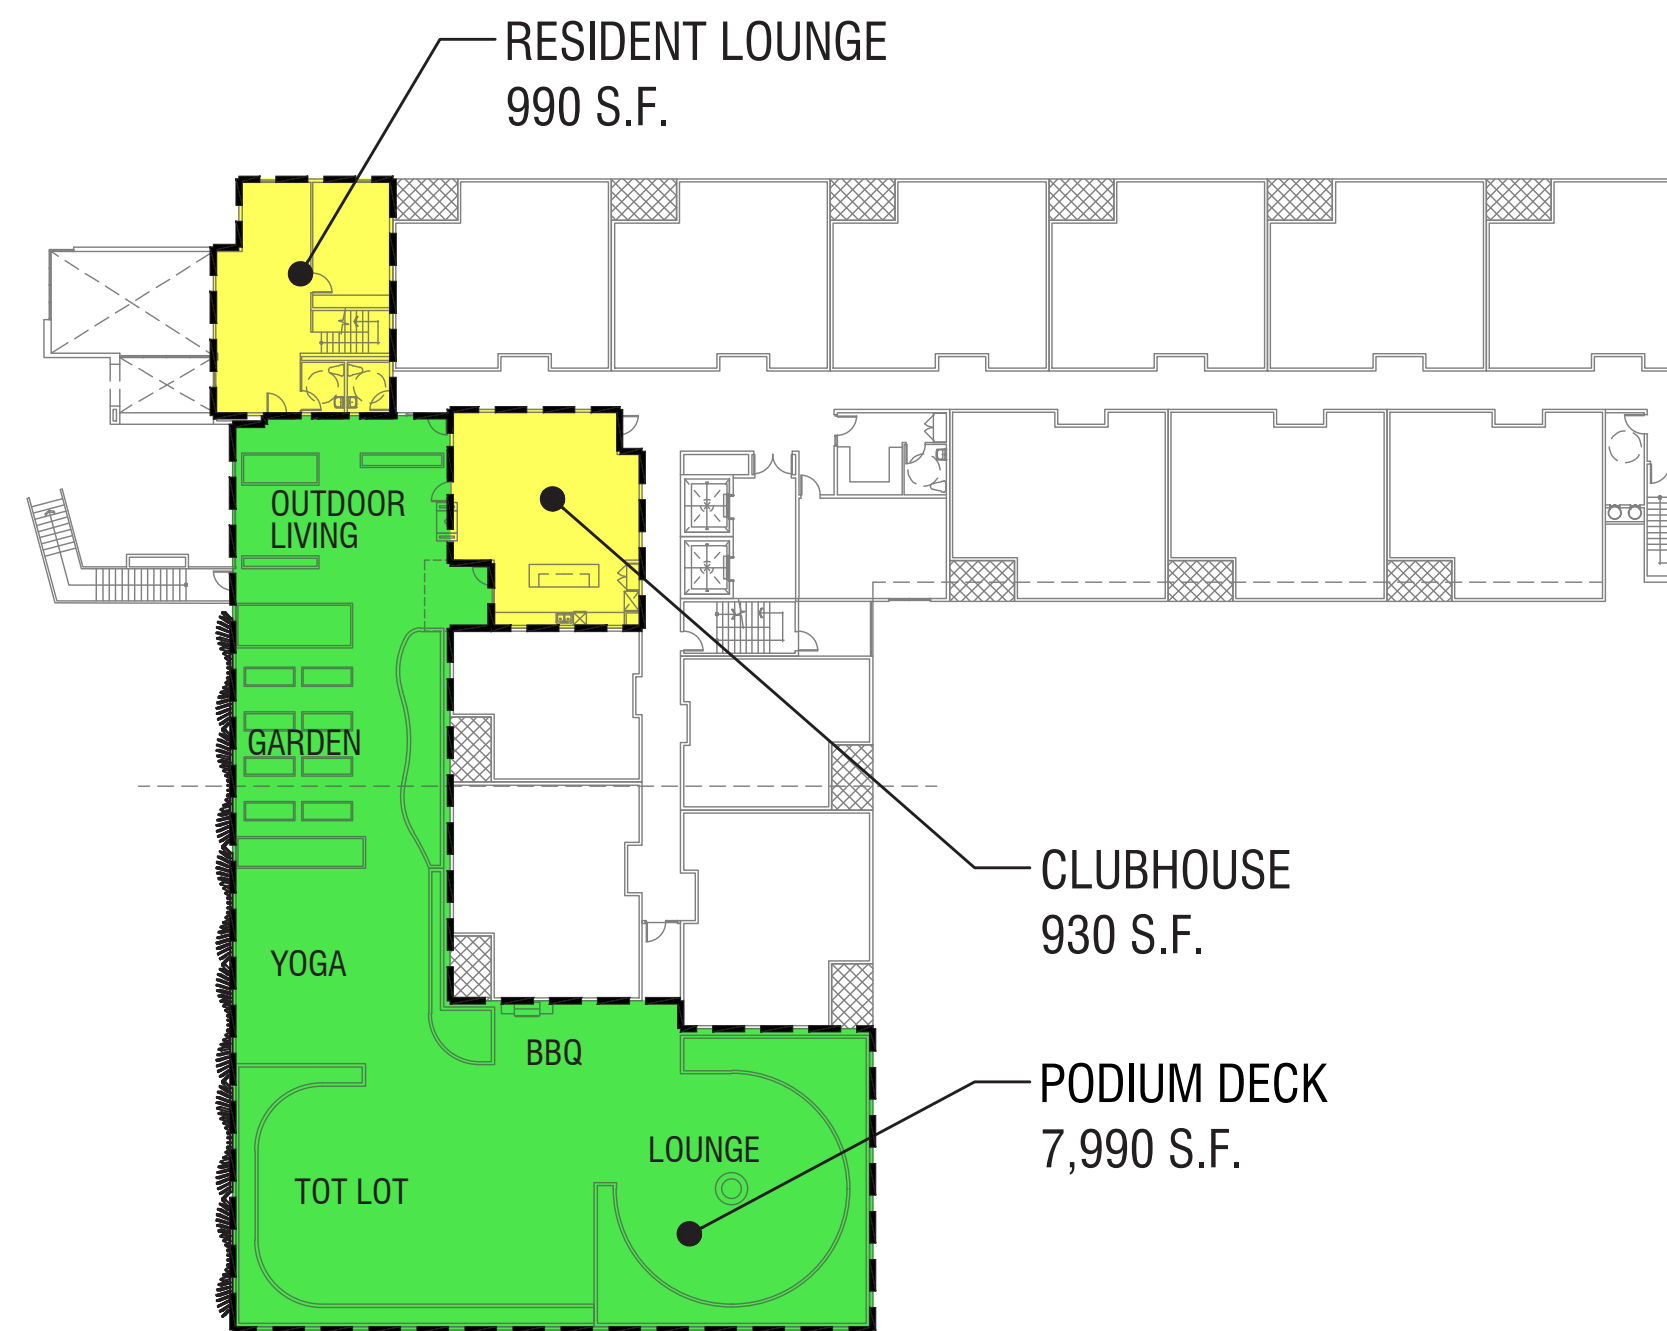 RESIDENT LOUNGE
990 S.F.
OUTDOOR
LIVING
GARDEN
CLUBHOUSE
930 S.F.
YOGA
BBQ
PODIUM DECK
7,990 S.F.
LOUNGE
TOT LOT